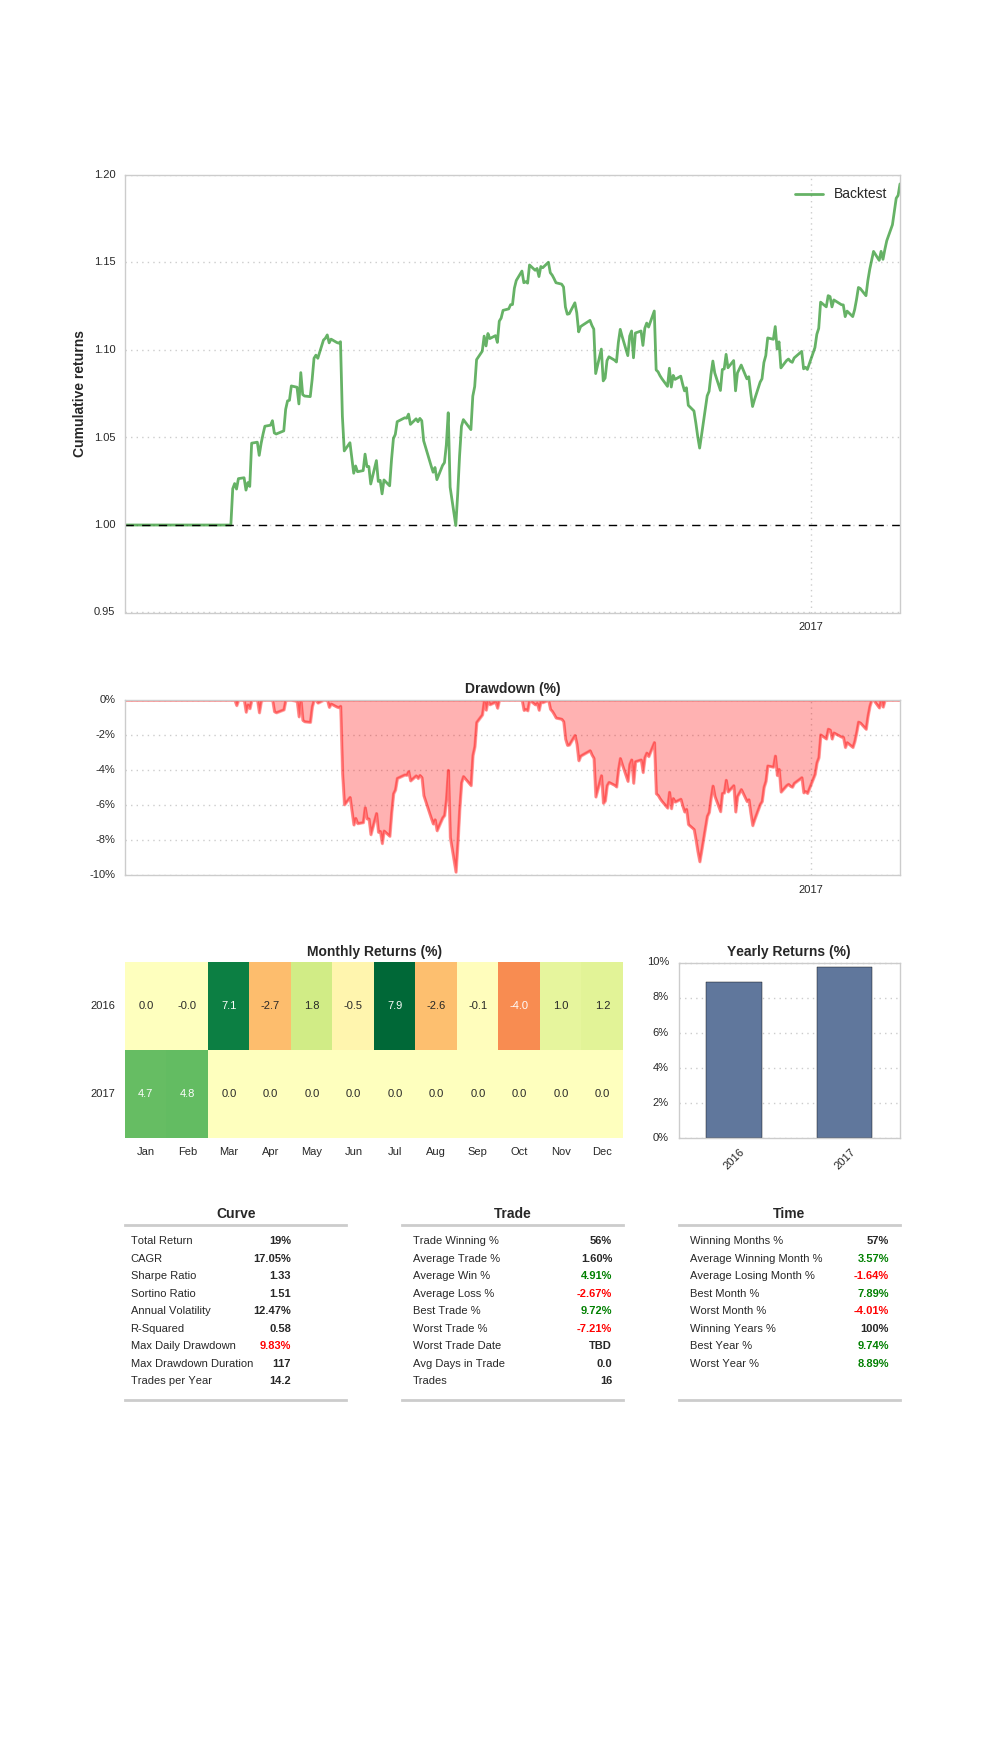 1.20
Backtest
1.15
1.10
Cumulative returns
1.05
1.00
0.95
2017
Drawdown (%)
0%
-2%
-4%
-6%
-8%
-10%
2017
Monthly Returns (%)
2016 0.0 -0.0 7.1 -2.7 1.8 -0.5 7.9 -2.6 -0.1 -4.0 1.0 1.2
2017 4.7 4.8 0.0 0.0 0.0 0.0 0.0 0.0 0.0 0.0 0.0 0.0
Jan Feb Mar Apr May Jun Jul Aug Sep Oct Nov Dec
Yearly Returns (%)
10%
8%
6%
4%
2%
0%
2016 2017
Curve
Total Return 19%
CAGR 17.05%
Sharpe Ratio 1.33
Sortino Ratio 1.51
Annual Volatility 12.47%
R-Squared 0.58
Max Daily Drawdown 9.83%
Max Drawdown Duration 117
Trades per Year 14.2
Trade
Trade Winning % 56%
Average Trade % 1.60%
Average Win % 4.91%
Average Loss % -2.67%
Best Trade % 9.72%
Worst Trade % -7.21%
Worst Trade Date TBD
Avg Days in Trade 0.0
Trades 16
Time
Winning Months % 57%
Average Winning Month % 3.57%
Average Losing Month % -1.64%
Best Month % 7.89%
Worst Month % -4.01%
Winning Years % 100%
Best Year % 9.74%
Worst Year % 8.89%